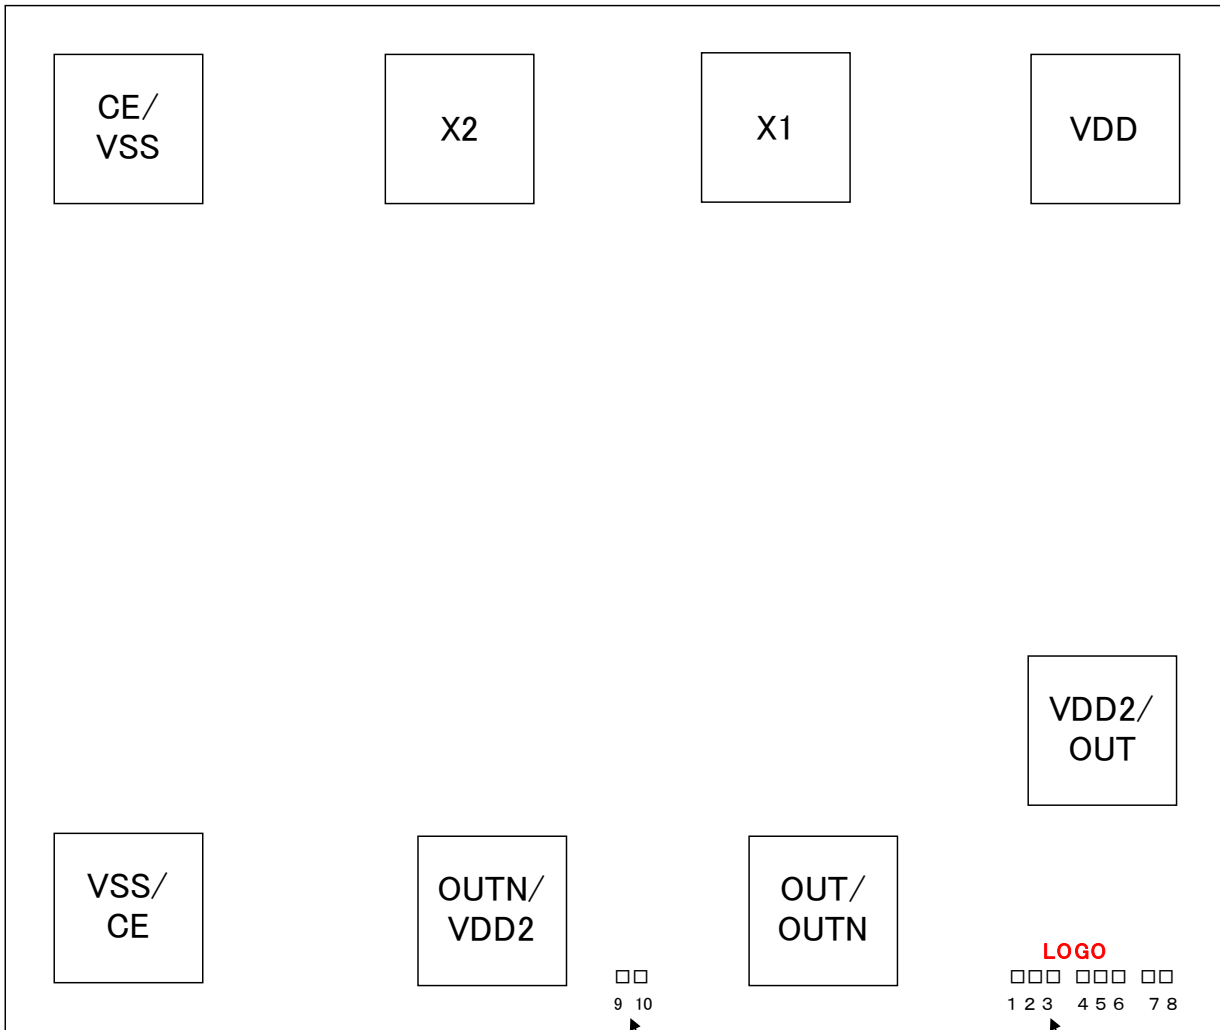 CE/
VSS
X2
X1
VDD
VDD2/
OUT
VSS/
CE
OUTN/
VDD2
OUT/
OUTN
LOGO
9 10
1 2 3 4 5 6 7 8